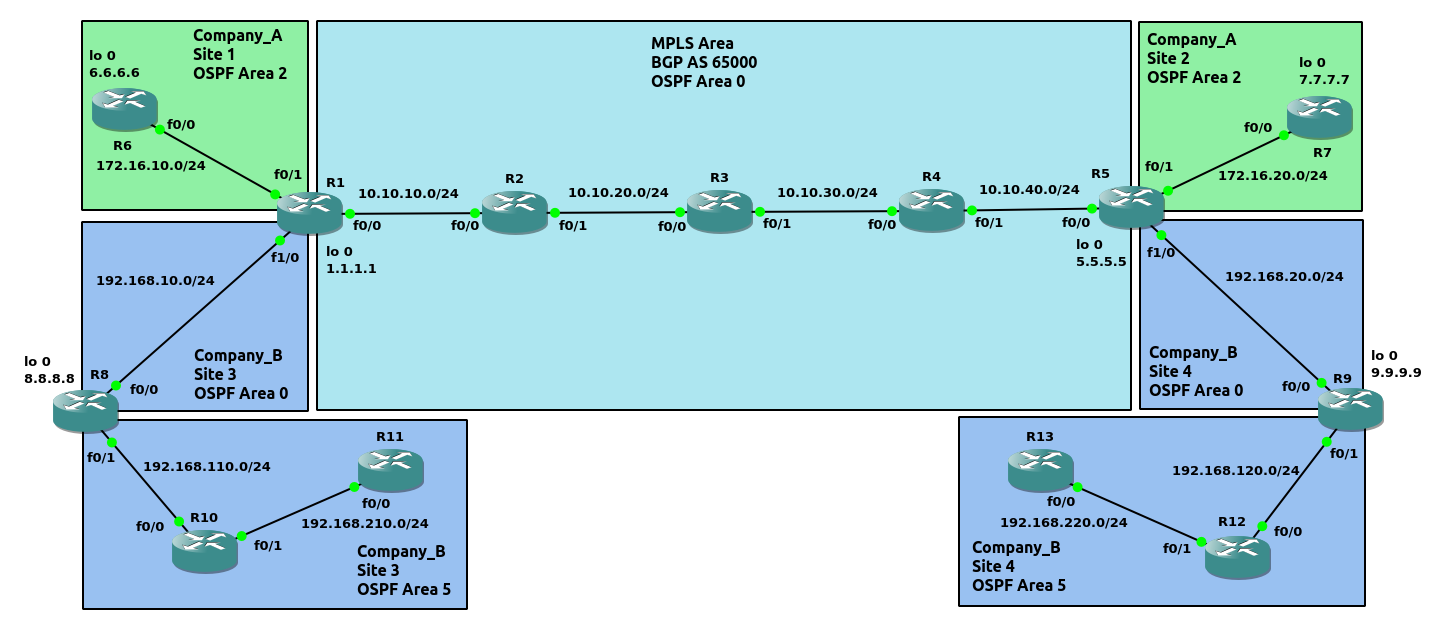 Company_A
Site 1
OSPF Area 2
lo 0
6.6.6.6
f0/0
R6
172.16.10.0/24
f0/1
MPLS Area
BGP AS 65000
OSPF Area 0
Company_A
Site 2
OSPF Area 2
lo 0
7.7.7.7
f0/0
R7
172.16.20.0/24
f0/1
R1
10.10.10.0/24
f0/0
f1/0
lo 0
1.1.1.1
R2
f0/0
f0/1
10.10.20.0/24
R3
f0/0
f0/1
10.10.30.0/24
R4
f0/0
f0/1
10.10.40.0/24
R5
f0/0
lo 0
5.5.5.5
f1/0
192.168.10.0/24
Company_B
Site 3
OSPF Area 0
lo 0
8.8.8.8
R8
f0/0
f0/1
192.168.20.0/24
Company_B
Site 4
OSPF Area 0
lo 0
9.9.9.9
R9
f0/0
f0/1
192.168.110.0/24
R10
f0/0
f0/1
R11
f0/0
192.168.210.0/24
Company_B
Site 3
OSPF Area 5
R13
f0/0
192.168.220.0/24
192.168.120.0/24
R12
f0/0
f0/1
Company_B
Site 4
OSPF Area 5